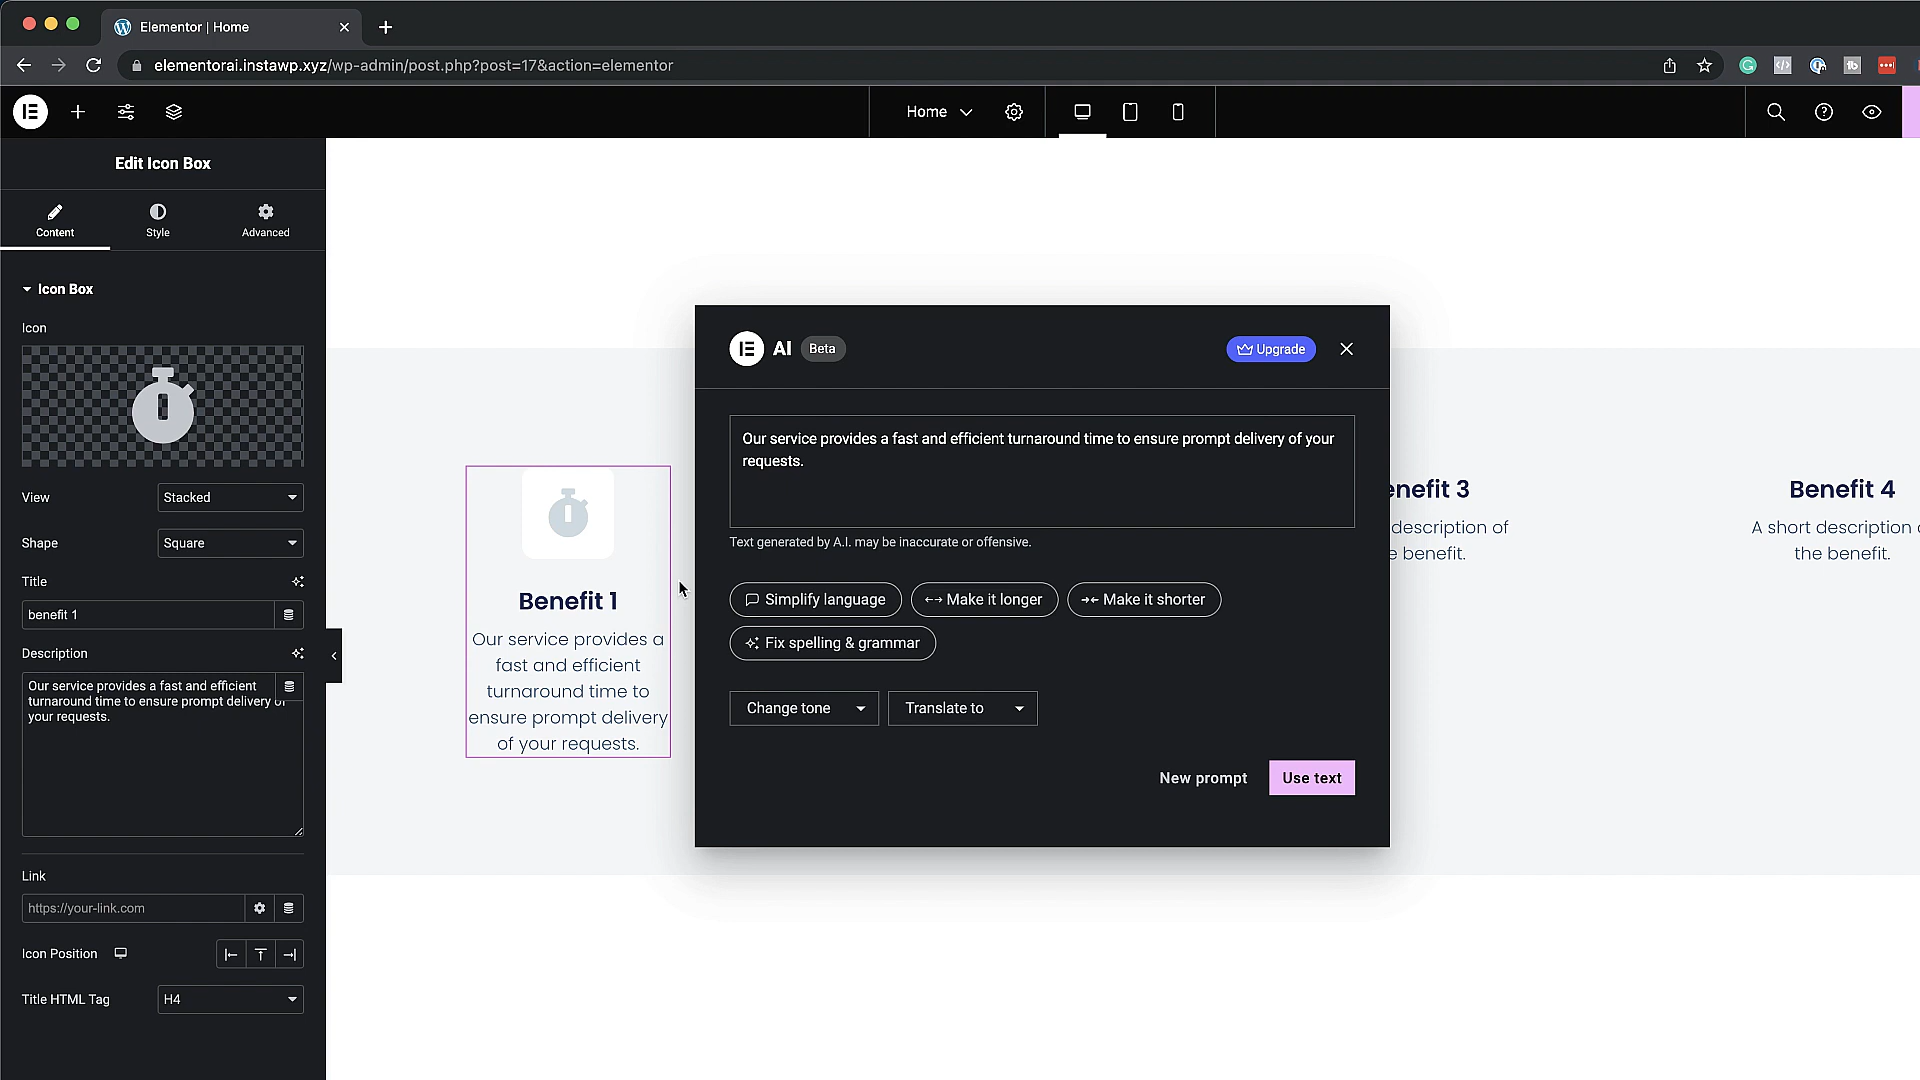 Elementor | Home
elementorai.instawp.xyz/wp-admin/post.php?post=17&action=elementor
Home
Edit Icon Box
Content
Style
Advanced
Icon Box
Icon
View
Stacked
Shape
Square
Title
benefit 1
Description
Our service provides a fast and efficient
turnaround time to ensure prompt delivery of
your requests.
Link
https://your-link.com
Icon Position
Title HTML Tag
H4
Benefit 1
Our service provides a
fast and efficient
turnaround time to
ensure prompt delivery
of your requests.
AI
Beta
Upgrade
Our service provides a fast and efficient turnaround time to ensure prompt delivery of your
requests.
Text generated by A.I. may be inaccurate or offensive.
Simplify language
Make it longer
Make it shorter
Fix spelling & grammar
Change tone
Translate to
New prompt
Use text
enefit 3
description of
e benefit.
Benefit 4
A short description
the benefit.